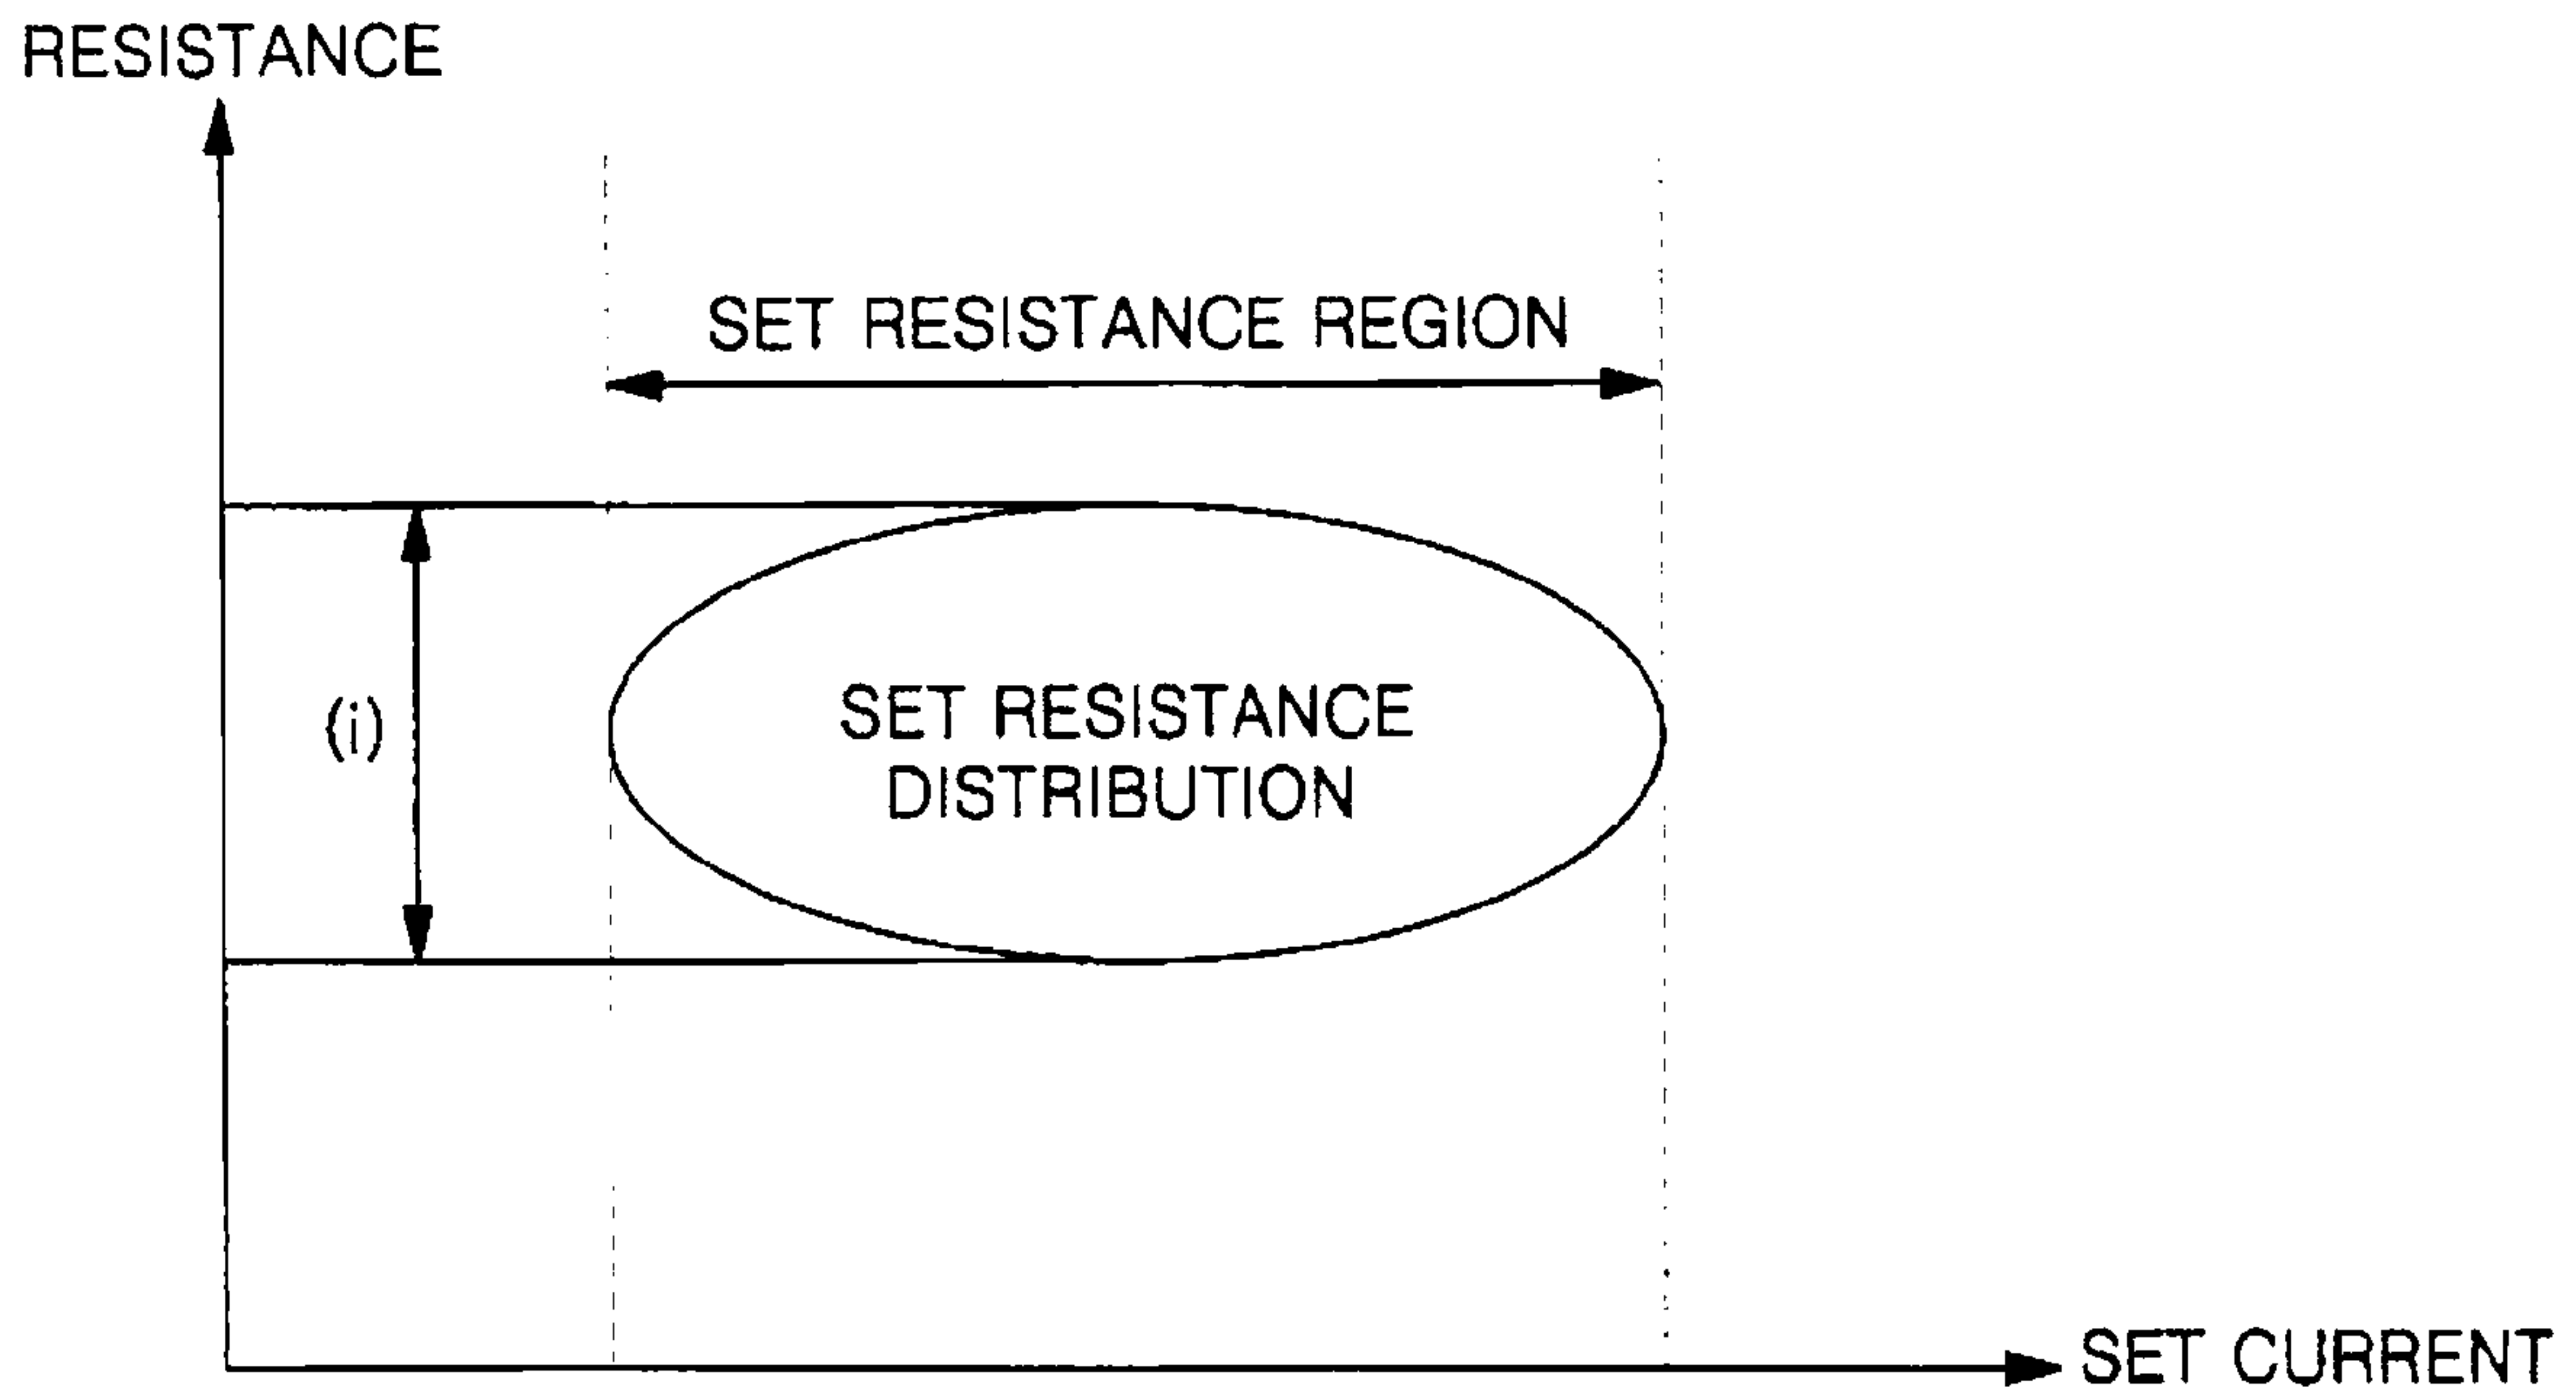 RESISTANCE
SET RESISTANCE REGION
(i)
SET RESISTANCE
DISTRIBUTION
SET CURRENT